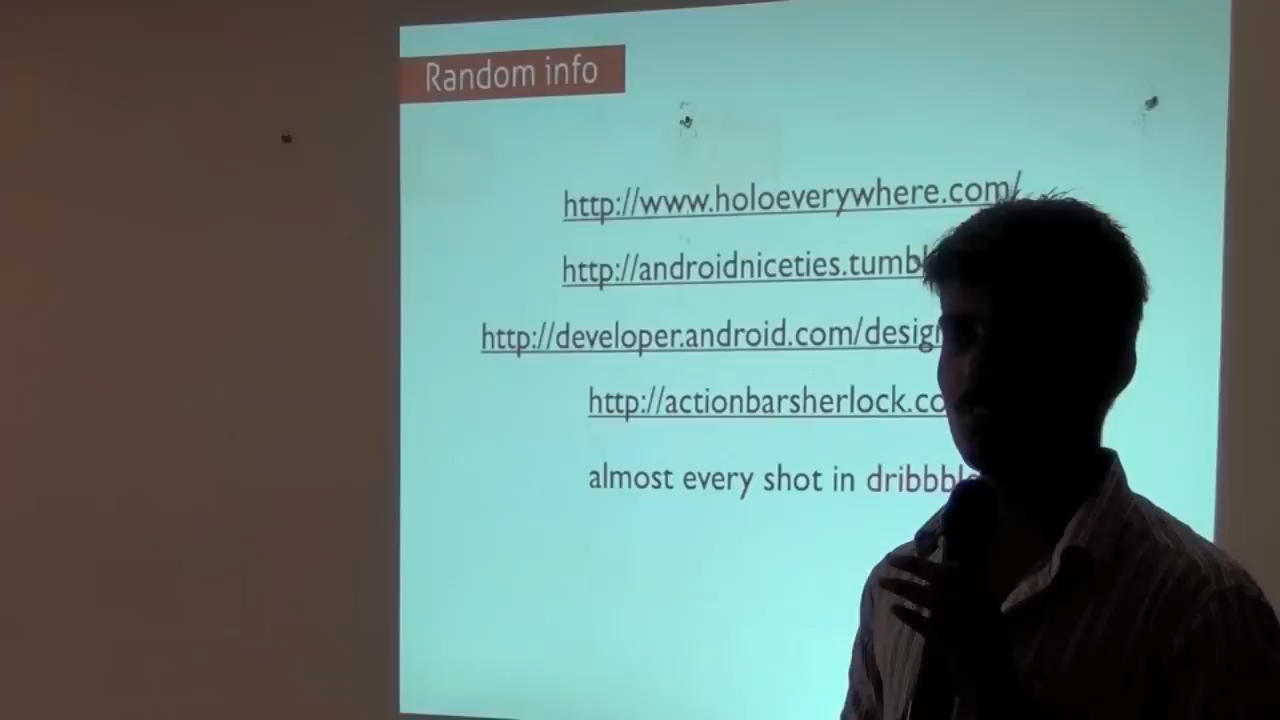 Random info
http://www.holoeverywhere.com/
http://androidniceties.tumbl
http://developer.android.com/design
http://actionbarsherlock.co
almost every shot in dribbble